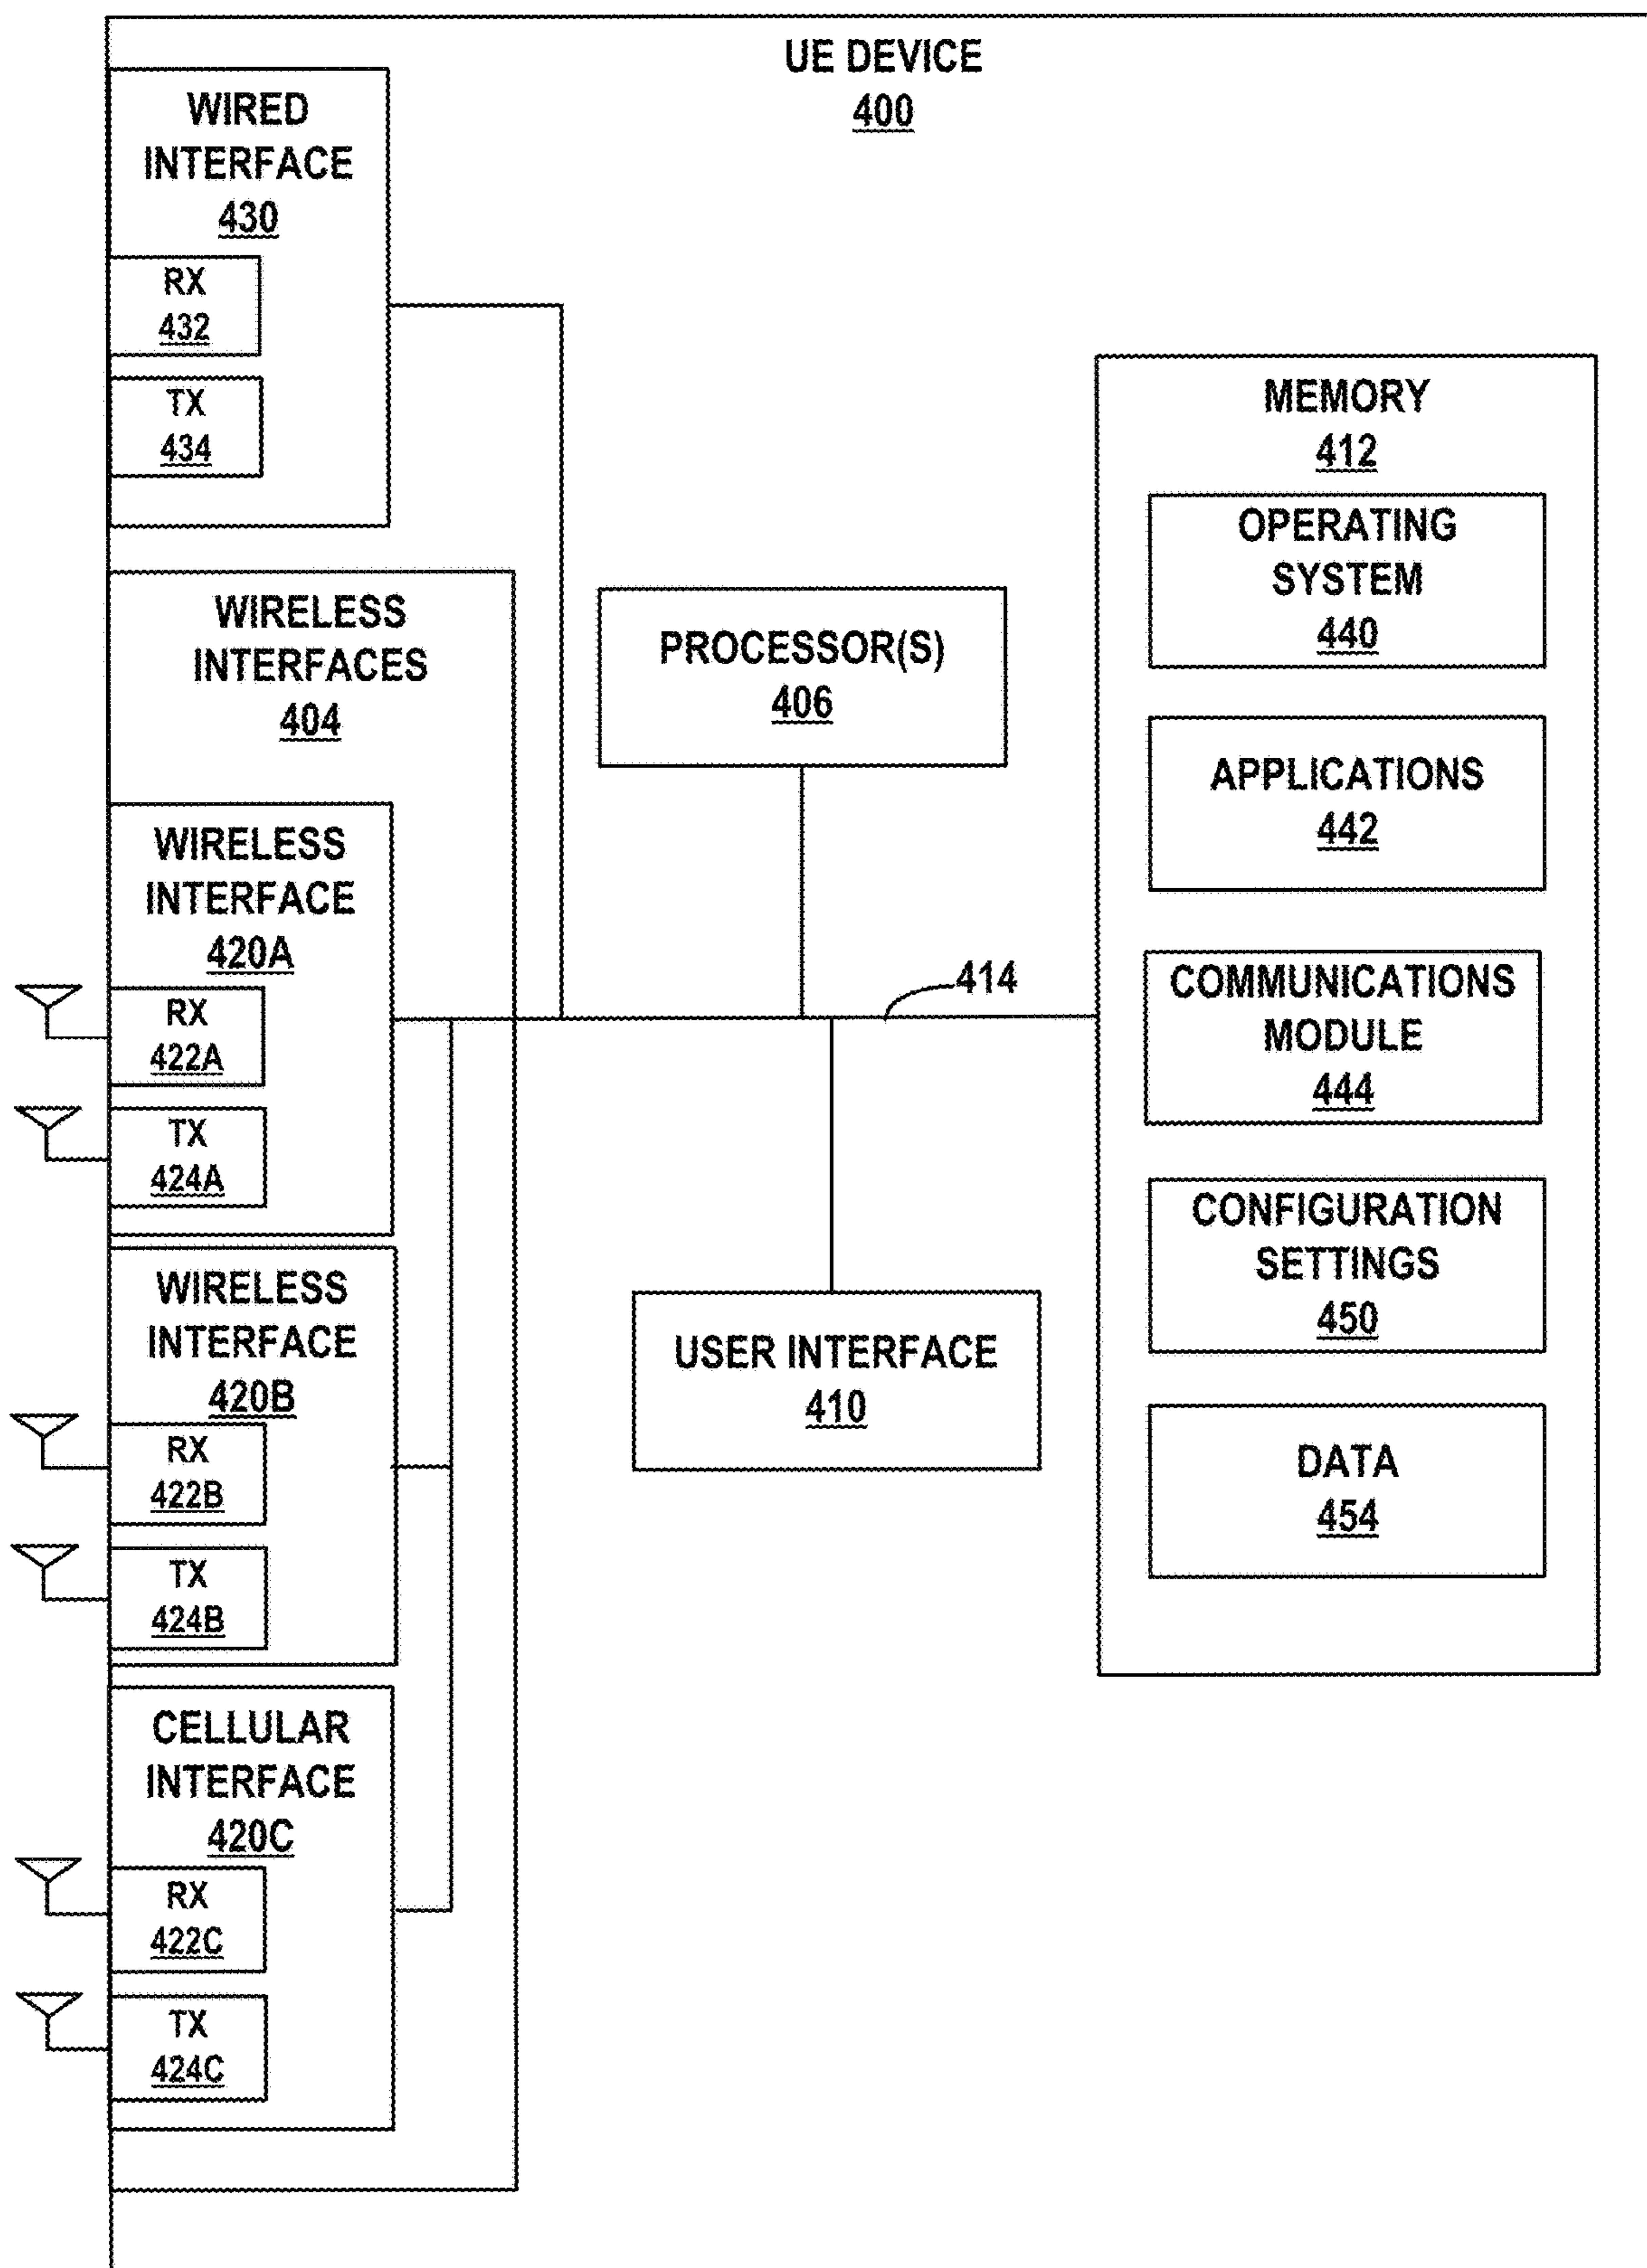 UE DEVICE
400
WIRED
INTERFACE
430
RX
432
TX
434
WIRELESS
INTERFACES
404
WIRELESS
INTERFACE
420A
RX
422A
TX
424A
WIRELESS
INTERFACE
420B
RX
422B
TX
424B
CELLULAR
INTERFACE
420C
RX
422C
TX
424C
PROCESSOR(S)
406
414
USER INTERFACE
410
MEMORY
412
OPERATING
SYSTEM
440
APPLICATIONS
442
COMMUNICATIONS
MODULE
444
CONFIGURATION
SETTINGS
450
DATA
454